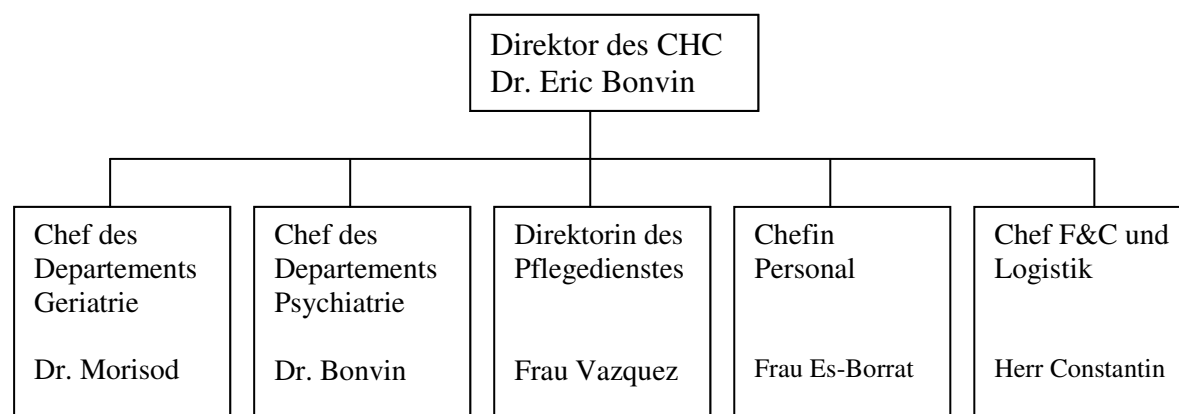 Direktor des CHC
Dr. Eric Bonvin
Chef des
Departements
Geriatrie
Dr. Morisod
Chef des
Departements
Psychiatrie
Dr. Bonvin
Direktorin des
Pflegedienstes
Frau Vazquez
Chefin
Personal
Frau Es-Borrat
Chef F&C und
Logistik
Herr Constantin